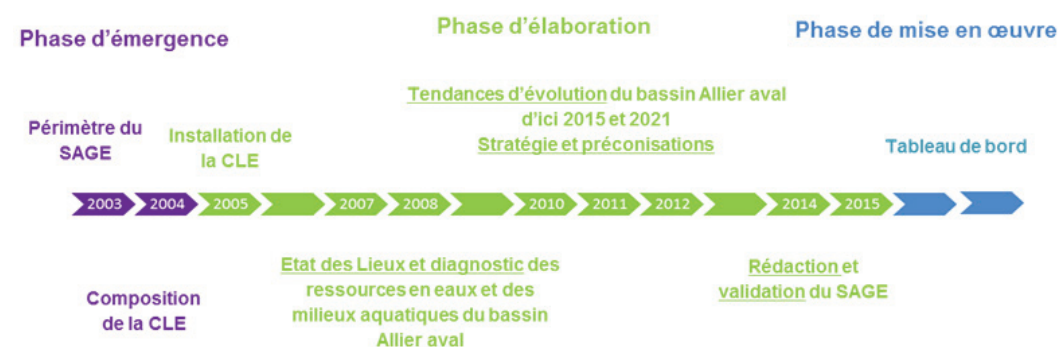 Phase d'émergence
Phase d'élaboration
Phase de mise en œuvre
Périmètre du
SAGE
Installation de
la CLE
Tendances d'évolution du bassin Allier aval
d'ici 2015 et 2021
Stratégie et préconisations
Tableau de bord
2003 2004 2005 2007 2008 2010 2011 2012 2014 2015
Composition
de la CLE
Etat des Lieux et diagnostic des
ressources en eaux et des
milieux aquatiques du bassin
Allier aval
Rédaction et
validation du SAGE